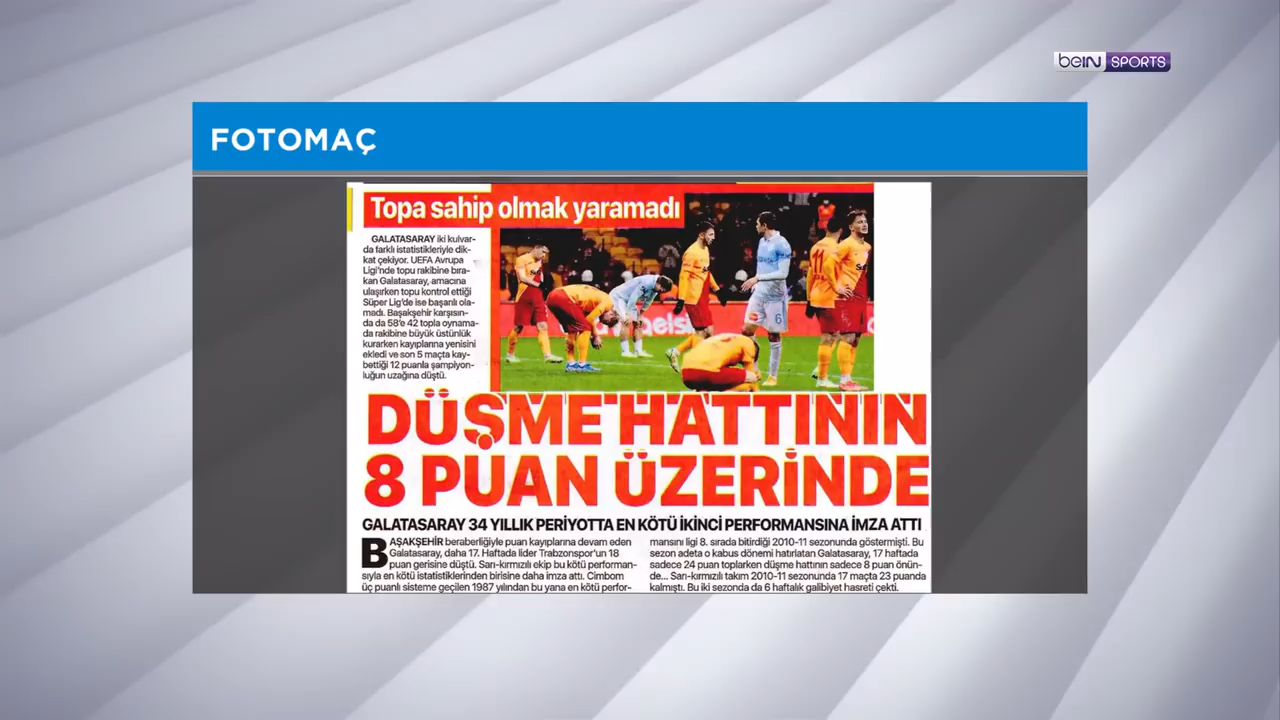 beIN SPORTS
FOTOMAÇ
Topa sahip olmak yaramadı
GALATASARAY iki kulvar-
da farklı istatistikleriyle dik-
kat çekiyor. UEFA Avrupa
Ligi'nde topu rakibine bıra-
kan Galatasaray, amacına
ulaşırken topu kontrol ettiği
Süper Lig'de ise başarılı ola-
madı. Başakşehir karşısın-
da da 58'e 42 topla oynama-
da rakibine büyük üstünlük
kurarken kayıplarına yenisini
ekledi ve son 5 maçta kay-
bettiği 12 puanla şampiyon-
luğun uzağına düştü.
11
6
DÜŞME HATTININ
8 PUAN ÜZERİNDE
GALATASARAY 34 YILLIK PERİYOTTA EN KÖTÜ İKİNCİ PERFORMANSINA İMZA ATTI
BAŞAKŞEHİR beraberliğiyle puan kayıplarına devam eden
Galatasaray, daha 17. Haftada lider Trabzonspor'un 18
puan gerisine düştü. Sarı-kırmızılı ekip bu kötü performan-
sıyla en kötü istatistiklerinden birisine daha imza attı. Cimbom
üç puanlı sisteme geçilen 1987 yılından bu yana en kötü perfor-
mansını ligi 8. sırada bitirdiği 2010-11 sezonunda göstermişti. Bu
sezon adeta o kabus dönemi hatırlatan Galatasaray, 17 haftada
sadece 24 puan toplarken düşme hattının sadece 8 puan önün-
de... Sarı-kırmızılı takım 2010-11 sezonunda 17 maçta 23 puanda
kalmıştı. Bu iki sezonda da 6 haftalık galibiyet hasreti çekti.